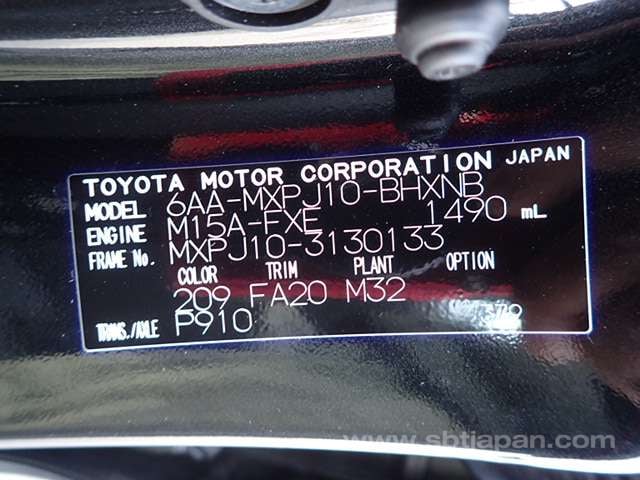 TOYOTA MOTOR CORPORATION JAPAN
MODEL 6AA-MXPJ10-BHXNB
ENGINE M15A-FXE 1490 mL
FRAME No. MXPJ10-3130133
COLOR TRIM PLANT OPTION
209 FA20 M32
TRANS./AXLE P910
www.sbtjapan.com